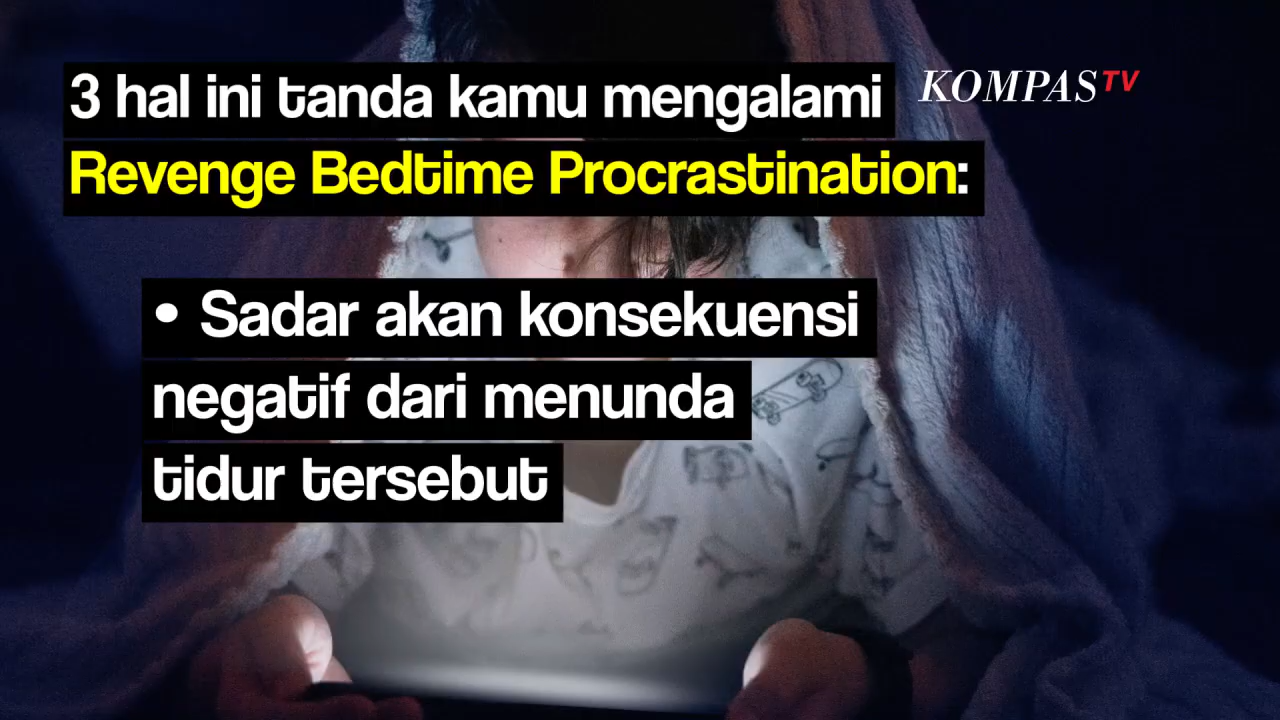 3 hal ini tanda kamu mengalami
KOMPASTV
Revenge Bedtime Procrastination:
• Sadar akan konsekuensi
negatif dari menunda
tidur tersebut